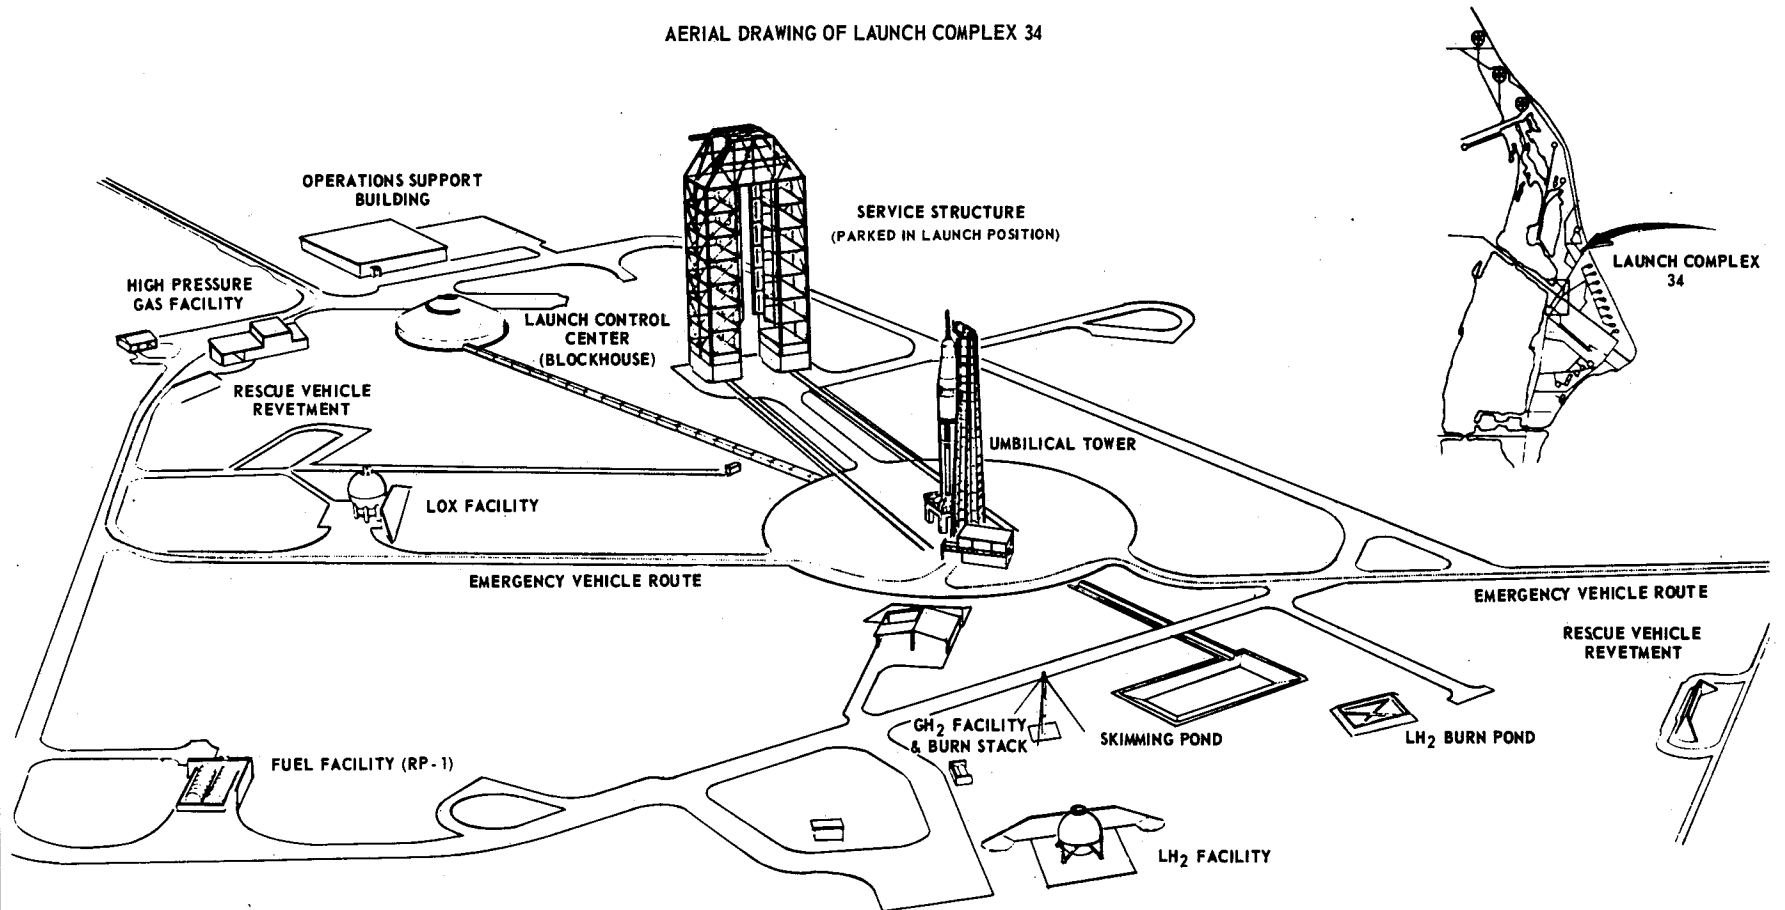 AERIAL DRAWING OF LAUNCH COMPLEX 34
OPERATIONS SUPPORT
BUILDING
SERVICE STRUCTURE
(PARKED IN LAUNCH POSITION)
LAUNCH COMPLEX
34
HIGH PRESSURE
GAS FACILITY
LAUNCH CONTROL
CENTER
(BLOCKHOUSE)
RESCUE VEHICLE
REVETMENT
UMBILICAL TOWER
LOX FACILITY
EMERGENCY VEHICLE ROUTE
EMERGENCY VEHICLE ROUTE
RESCUE VEHICLE
REVETMENT
GH2 FACILITY
& BURN STACK
SKIMMING POND
LH2 BURN POND
FUEL FACILITY (RP-1)
LH2 FACILITY